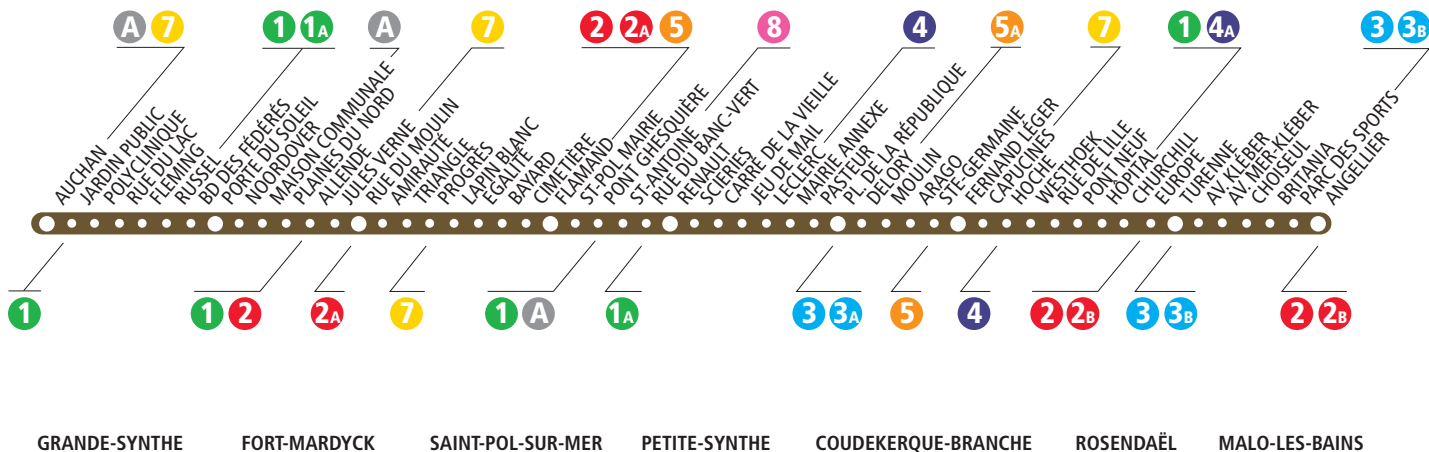 A 7 1 1A A 7 2 2A 5 8 4 5A 7 1 4A 3 3B
AUCHAN
JARDIN PUBLIC
POLYCLINIQUE
RUE DU LAC
FLEMING
RUSSEL
BD DES FÉDÉRÉS
PORTE DU SOLEIL
NOORDOVER
MAISON COMMUNALE
PLAINES DU NORD
ALLENDE
JULES VERNE
RUE DU MOULIN
AMIRAUTÉ
TRIANGLE
PROGRÈS
LAPIN BLANC
EGALITÉ
BAYARD
CIMETIÈRE
FLAMAND
ST-POL MAIRIE
PONT GHESQUIÈRE
ST-ANTOINE
RUE DU BANC-VERT
RENAULT
SCIERIES
CARRÉ DE LA VIEILLE
JEU DE MAIL
LECLERC
MAIRIE ANNEXE
PASTEUR
PL. DE LA RÉPUBLIQUE
DELORY
MOULIN
ARAGO
STE GERMAINE
FERNAND LÉGER
CAPUCINES
HOCHE
WESTHOEK
RUE DE LILLE
PONT NEUF
HÔPITAL
CHURCHILL
EUROPE
TURENNE
AV. KLÉBER
AV. MER KLÉBER
CHOISEUL
BRITANIA
PARC DES SPORTS
ANGELLIER
1 1 2 2A 7 1 A 1A 3 3A 5 4 2 2B 3 3B 2 2B
GRANDE-SYNTHE FORT-MARDYCK SAINT-POL-SUR-MER PETITE-SYNTHE COUDEKERQUE-BRANCHE ROSENDAËL MALO-LES-BAINS